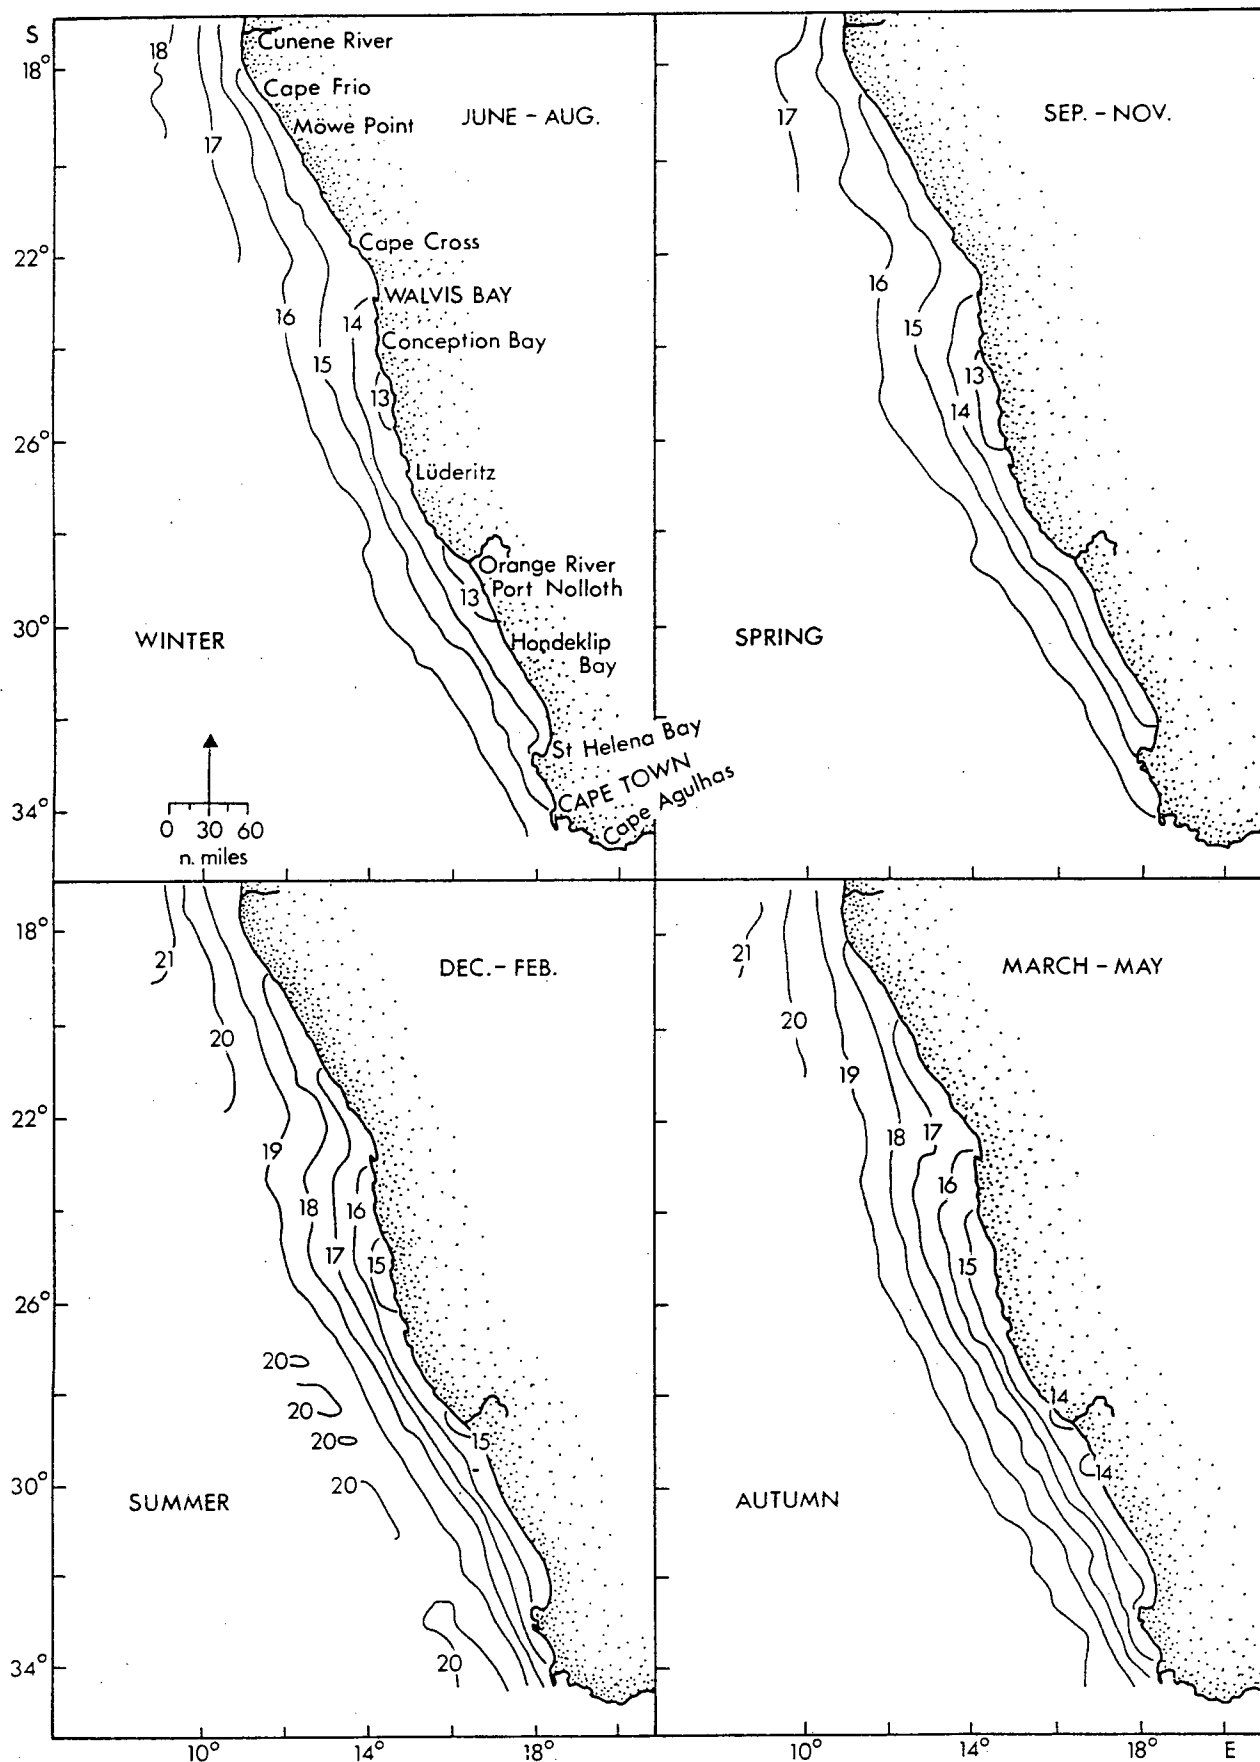 S
18°
22°
26°
30°
34°
18
17
16
15
14
13
13
Cunene River
Cape Frio
Möwe Point
JUNE – AUG.
Cape Cross
WALVIS BAY
Conception Bay
Lüderitz
Orange River
Port Nolloth
Hondeklip
Bay
St Helena Bay
CAPE TOWN
Cape Agulhas
WINTER
0 30 60
n. miles
SEP. – NOV.
17
16
15
13
14
SPRING
18°
22°
26°
30°
34°
DEC. – FEB.
21
20
19
18
16
17
15
20
20
20
15
20
SUMMER
20
10° 14° 18°
MARCH – MAY
21
20
19
18
17
16
15
14
14
AUTUMN
10° 14° 18° E